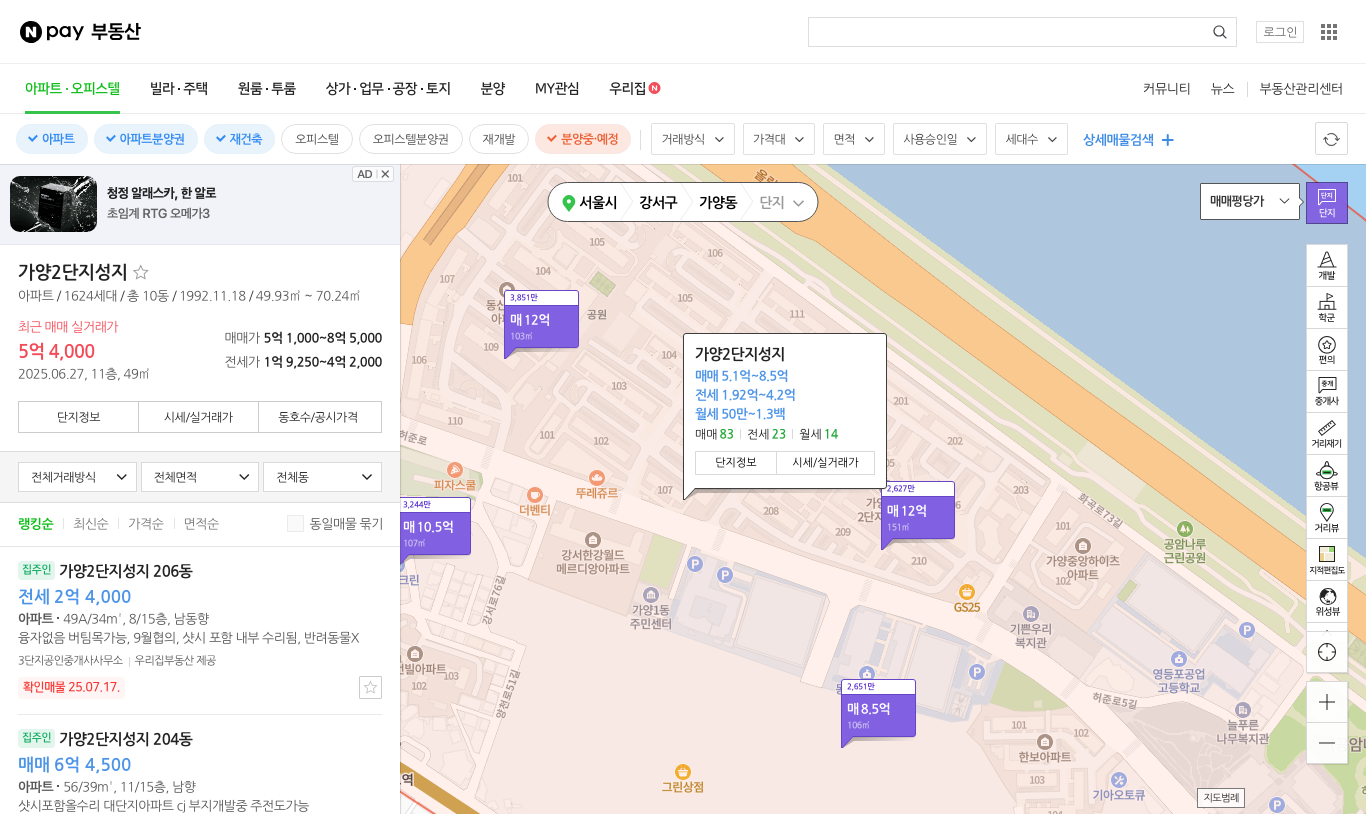 N pay 부동산
로그인
아파트 · 오피스텔
빌라 · 주택
원룸 · 투룸
상가 · 업무 · 공장 · 토지
분양
MY관심
우리집 N
커뮤니티
뉴스
부동산관리센터
아파트
아파트분양권
재건축
오피스텔
오피스텔분양권
재개발
분양중·예정
거래방식
가격대
면적
사용승인일
세대수
상세매물검색
청정 알래스카, 한 알로
초임계 RTG 오메가3
AD
가양2단지성지
아파트 / 1624세대 / 총 10동 / 1992.11.18 / 49.93㎡ ~ 70.24㎡
최근 매매 실거래가
5억 4,000
2025.06.27, 11층, 49㎡
매매가 5억 1,000~8억 5,000
전세가 1억 9,250~4억 2,000
단지정보
시세/실거래가
동호수/공시가격
전체거래방식
전체면적
전체동
랭킹순
최신순
가격순
면적순
동일매물 묶기
집주인 가양2단지성지 206동
전세 2억 4,000
아파트 · 49A/34㎡, 8/15층, 남동향
융자없음 버팀목가능, 9월협의, 샷시 포함 내부 수리됨, 반려동물X
3단지공인중개사사무소
우리집부동산 제공
확인매물 25.07.17.
집주인 가양2단지성지 204동
매매 6억 4,500
아파트 · 56/39㎡, 11/15층, 남향
샷시포함올수리 대단지아파트 cj 부지개발중 주전도가능
서울시
강서구
가양동
단지
매매평당가
단지
단지
개발
학군
편의
중개
중개사
거리재기
항공뷰
거리뷰
지적편집도
위성뷰
101
105
104
107
105
111
3,851만
매 12억
103㎡
공원
109
106
104
103
110
101
102
107
허준로
가양2단지성지
매매 5.1억~8.5억
전세 1.92억~4.2억
월세 50만~1.3백
매매 83
전세 23
월세 14
단지정보
시세/실거래가
201
202
203
208
209
210
피자스쿨
더벤티
뚜레쥬르
3,244만
매 10.5억
107㎡
크린
2,627만
매 12억
151㎡
화곡로73길
101
102
강서한강월드
메르디앙아파트
가양중앙하이츠
아파트
공암나루
근린공원
강서로76길
가양1동
주민센터
GS25
기쁜우리
복지관
P
P
P
P
P
영등포공업
고등학교
허준로5길
늘푸른
나무복지관
전빌아파트
102
103
양천로51길
2,651만
매 8.5억
106㎡
101
102
103
한보아파트
기아오토큐
그린상점
역
지도범례